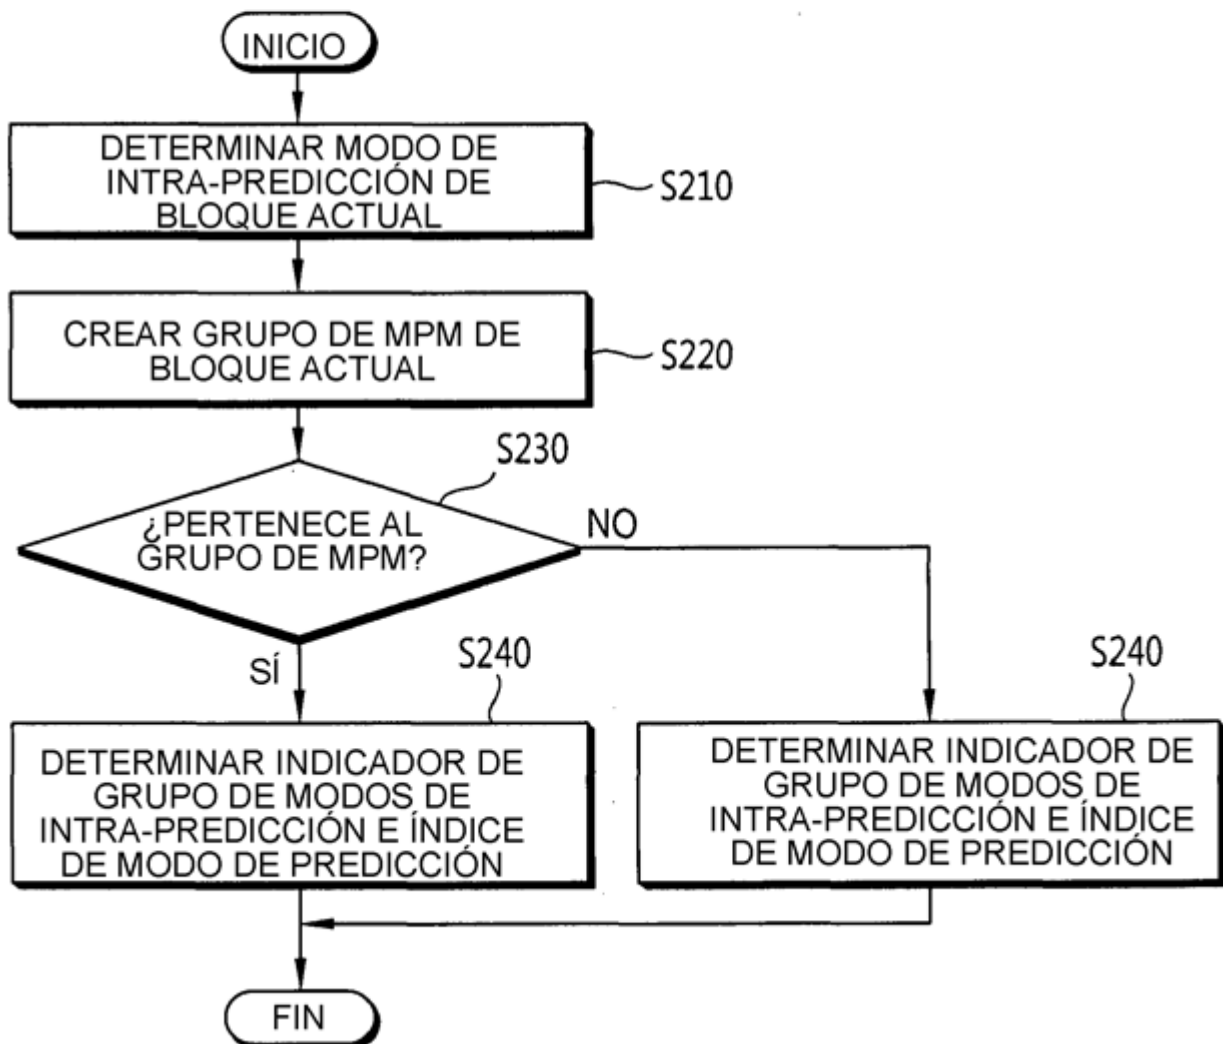 INICIO
DETERMINAR MODO DE
INTRA-PREDICCIÓN DE
BLOQUE ACTUAL
S210
CREAR GRUPO DE MPM DE
BLOQUE ACTUAL
S220
S230
¿PERTENECE AL
GRUPO DE MPM?
NO
SÍ
S240
DETERMINAR INDICADOR DE
GRUPO DE MODOS DE
INTRA-PREDICCIÓN E ÍNDICE
DE MODO DE PREDICCIÓN
S240
DETERMINAR INDICADOR DE
GRUPO DE MODOS DE
INTRA-PREDICCIÓN E ÍNDICE
DE MODO DE PREDICCIÓN
FIN